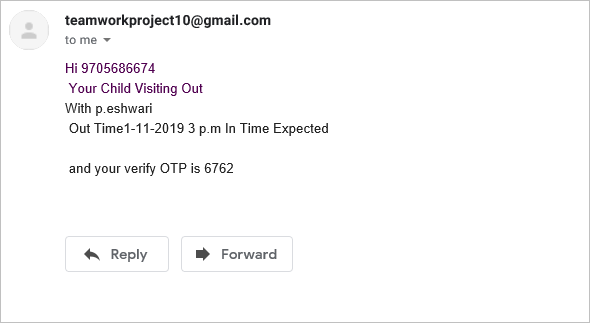 teamworkproject10@gmail.com
to me
Hi 9705686674
Your Child Visiting Out
With p.eshwari
Out Time1-11-2019 3 p.m In Time Expected
and your verify OTP is 6762
Reply Forward